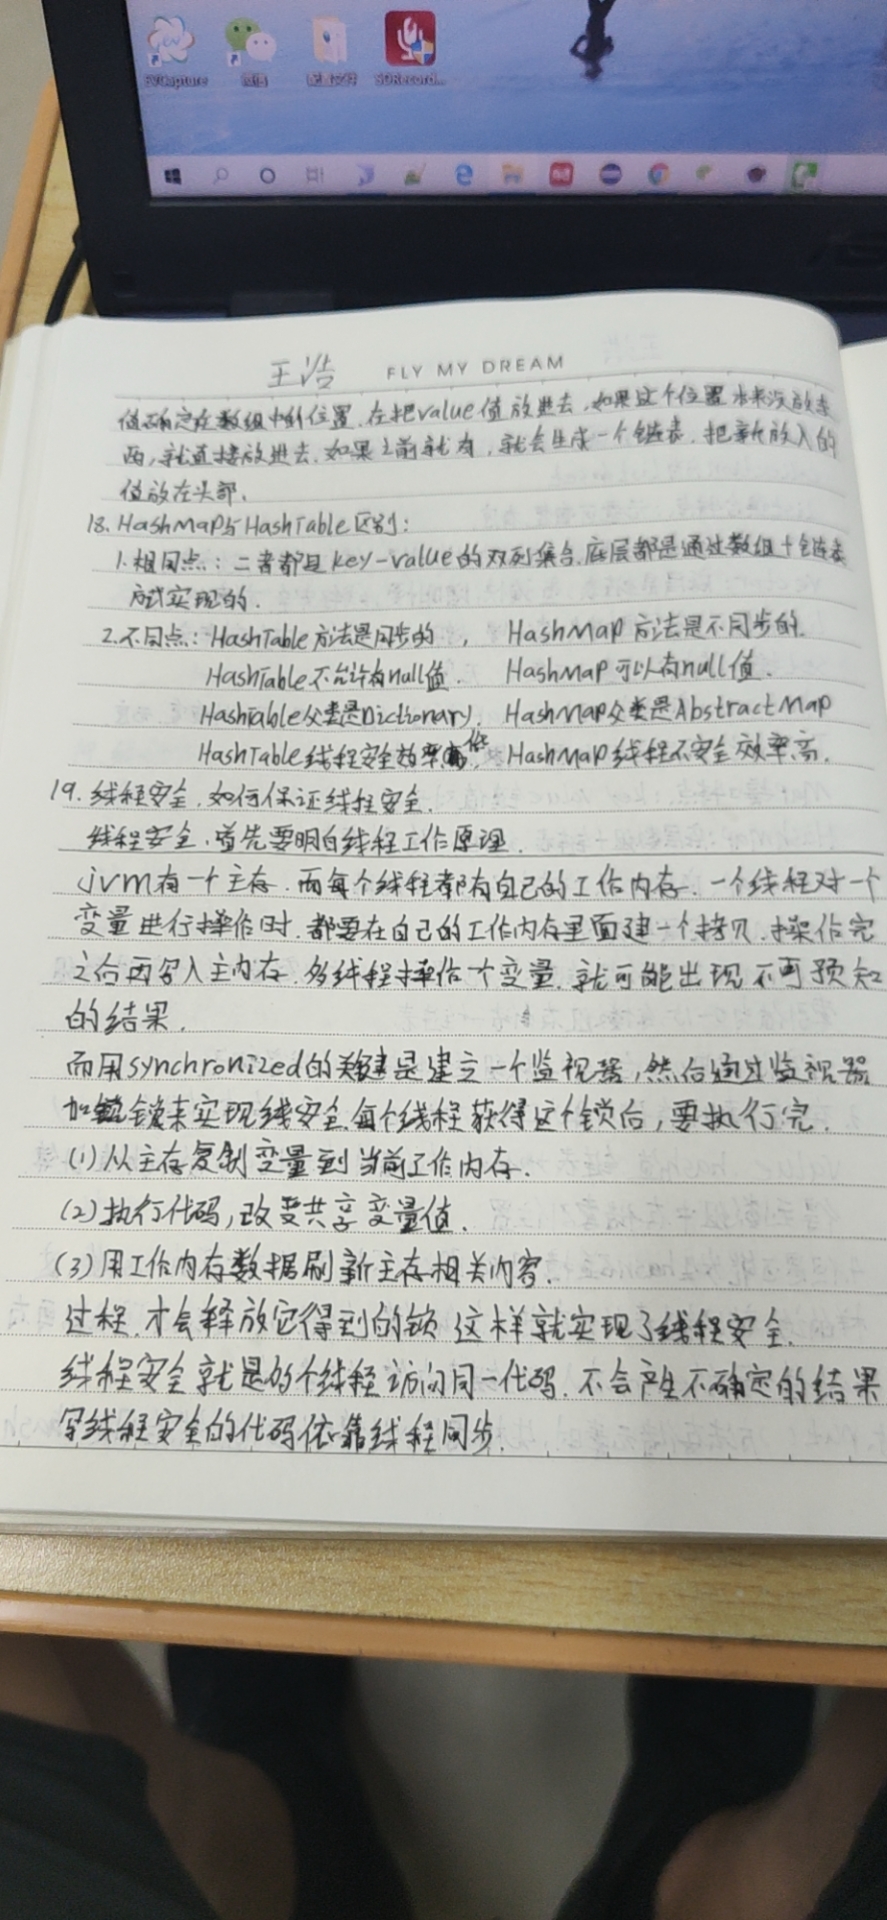 PVCapture
微信
SDRecord...
王浩 FLY MY DREAM
值确定在数组中的位置,在把value值放进去,如果这个位置本来没放东
西,就直接放进去,如果之前就有,就会生成一个链表,把新放入的
值放在头部.
18.HashMap与HashTable区别:
1.相同点:二者都是key-value的双列集合,底层都是通过数组+链表
方式实现的.
2.不同点:HashTable方法是同步的, HashMap方法是不同步的.
HashTable不允许有null值. HashMap可以有null值.
HashTable父类是Dictionary. HashMap父类是AbstractMap
HashTable线程安全效率低. HashMap线程不安全效率高.
19.线程安全,如何保证线程安全.
线程安全,首先要明白线程工作原理.
jvm有一个主存,而每个线程都有自己的工作内存,一个线程对一个
变量进行操作时,都要在自己的工作内存里面建一个拷贝,操作完
之后再写入主内存,多线程操作一个变量,就可能出现不可预知
的结果.
而用synchronized的关键是建立一个监视器,然后通过监视器
加锁来实现线安全,每个线程获得这个锁后,要执行完.
(1)从主存复制变量到当前工作内存.
(2)执行代码,改变共享变量值.
(3)用工作内存数据刷新主存相关内容.
过程,才会释放它得到的锁 这样就实现了线程安全.
线程安全就是多个线程访问同一代码,不会产生不确定的结果
写线程安全的代码依靠线程同步.